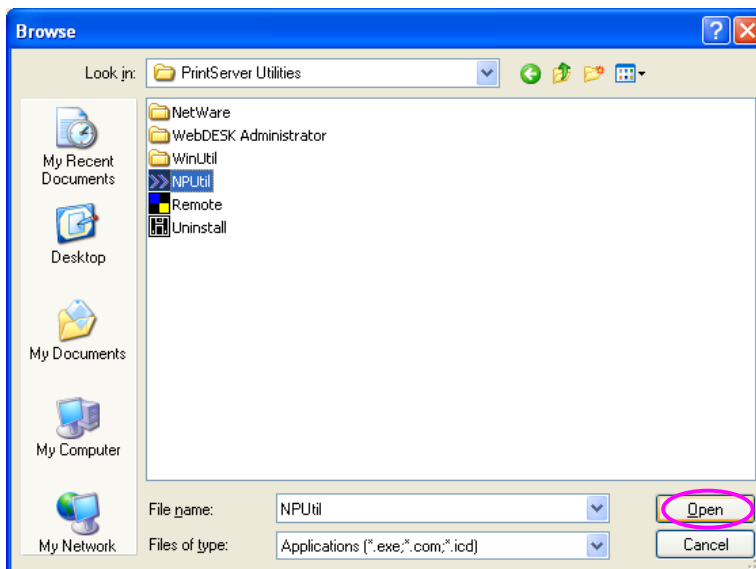 Browse
Look in: PrintServer Utilities
My Recent
Documents
Desktop
My Documents
My Computer
My Network
NetWare
WebDESK Administrator
WinUtil
NPUtil
Remote
Uninstall
File name: NPUtil Open
Files of type: Applications (*.exe;*.com;*.icd) Cancel